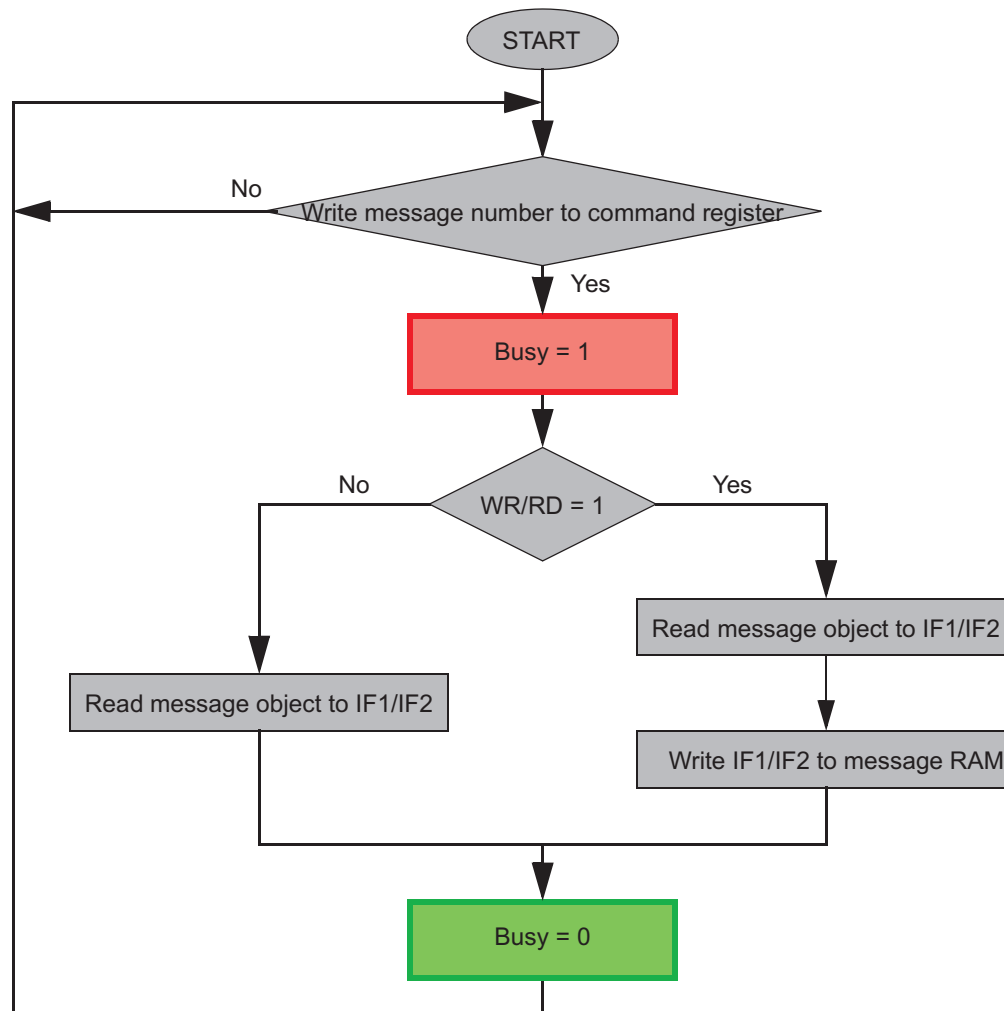 START
No
Write message number to command register
Yes
Busy = 1
No
Yes
WR/RD = 1
Read message object to IF1/IF2
Read message object to IF1/IF2
Write IF1/IF2 to message RAM
Busy = 0